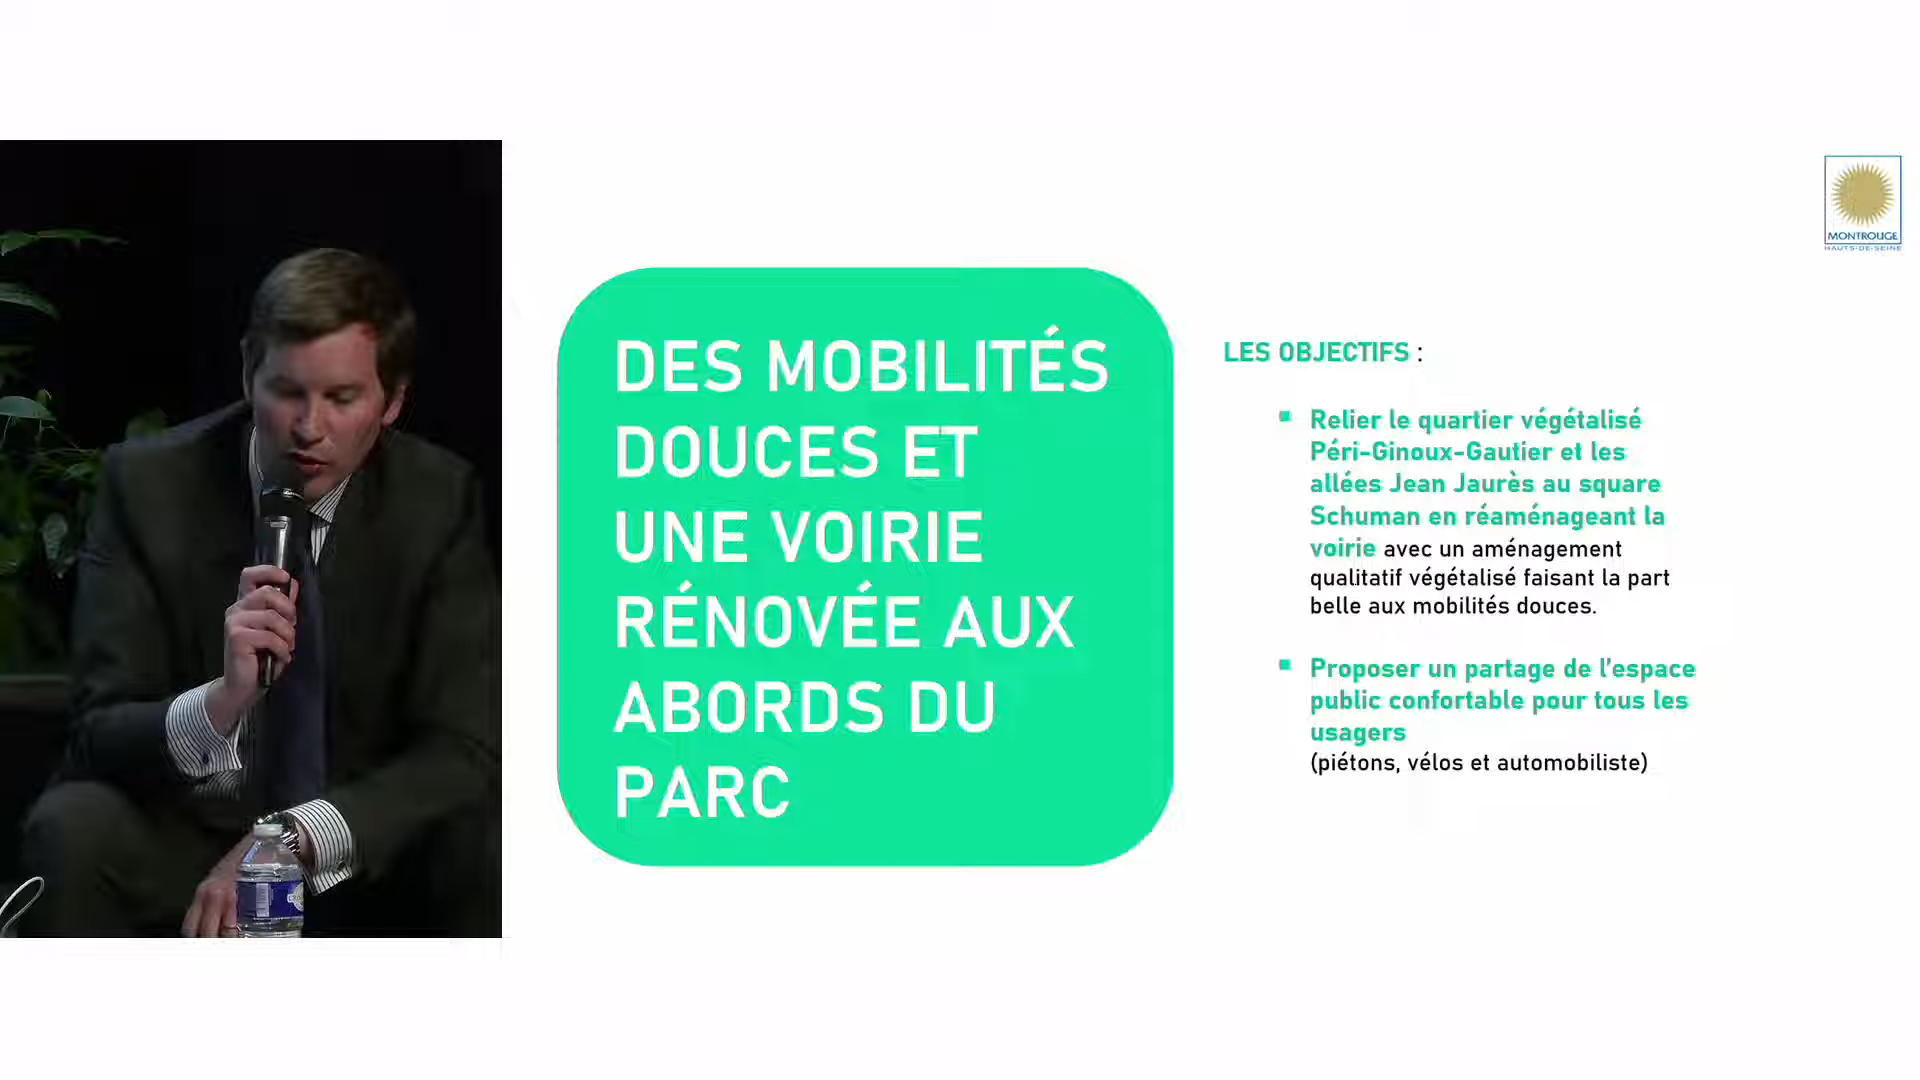 MONTROUGE
HAUTS-DE-SEINE
DES MOBILITÉS
DOUCES ET
UNE VOIRIE
RÉNOVÉE AUX
ABORDS DU
PARC
LES OBJECTIFS :
Relier le quartier végétalisé
Péri-Ginoux-Gautier et les
allées Jean Jaurès au square
Schuman en réaménageant la
voirie avec un aménagement
qualitatif végétalisé faisant la part
belle aux mobilités douces.
Proposer un partage de l'espace
public confortable pour tous les
usagers
(piétons, vélos et automobiliste)